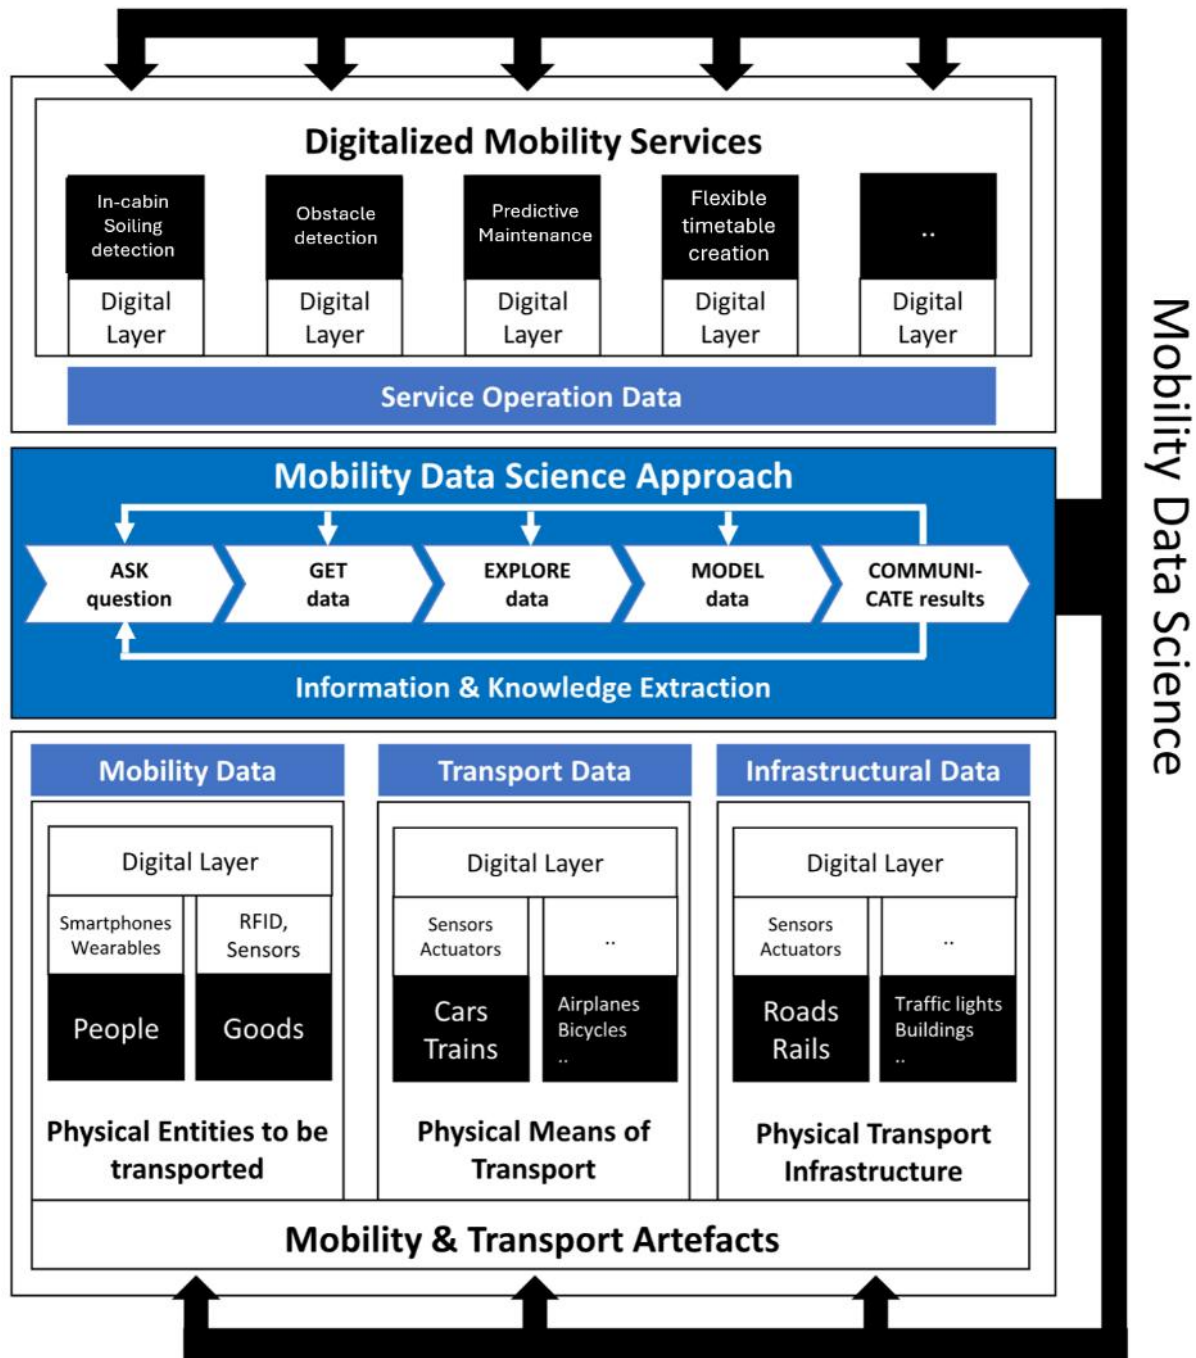 Digitalized Mobility Services
In-cabin
Soiling
detection
Obstacle
detection
Predictive
Maintenance
Flexible
timetable
creation
..
Digital
Layer
Digital
Layer
Digital
Layer
Digital
Layer
Digital
Layer
Service Operation Data
Mobility Data Science Approach
ASK
question
GET
data
EXPLORE
data
MODEL
data
COMMUNI-
CATE results
Information & Knowledge Extraction
Mobility Data
Digital Layer
Smartphones
Wearables
RFID,
Sensors
People
Goods
Physical Entities to be
transported
Transport Data
Digital Layer
Sensors
Actuators
..
Cars
Trains
Airplanes
Bicycles
..
Physical Means of
Transport
Infrastructural Data
Digital Layer
Sensors
Actuators
..
Roads
Rails
Traffic lights
Buildings
..
Physical Transport
Infrastructure
Mobility & Transport Artefacts
Mobility Data Science